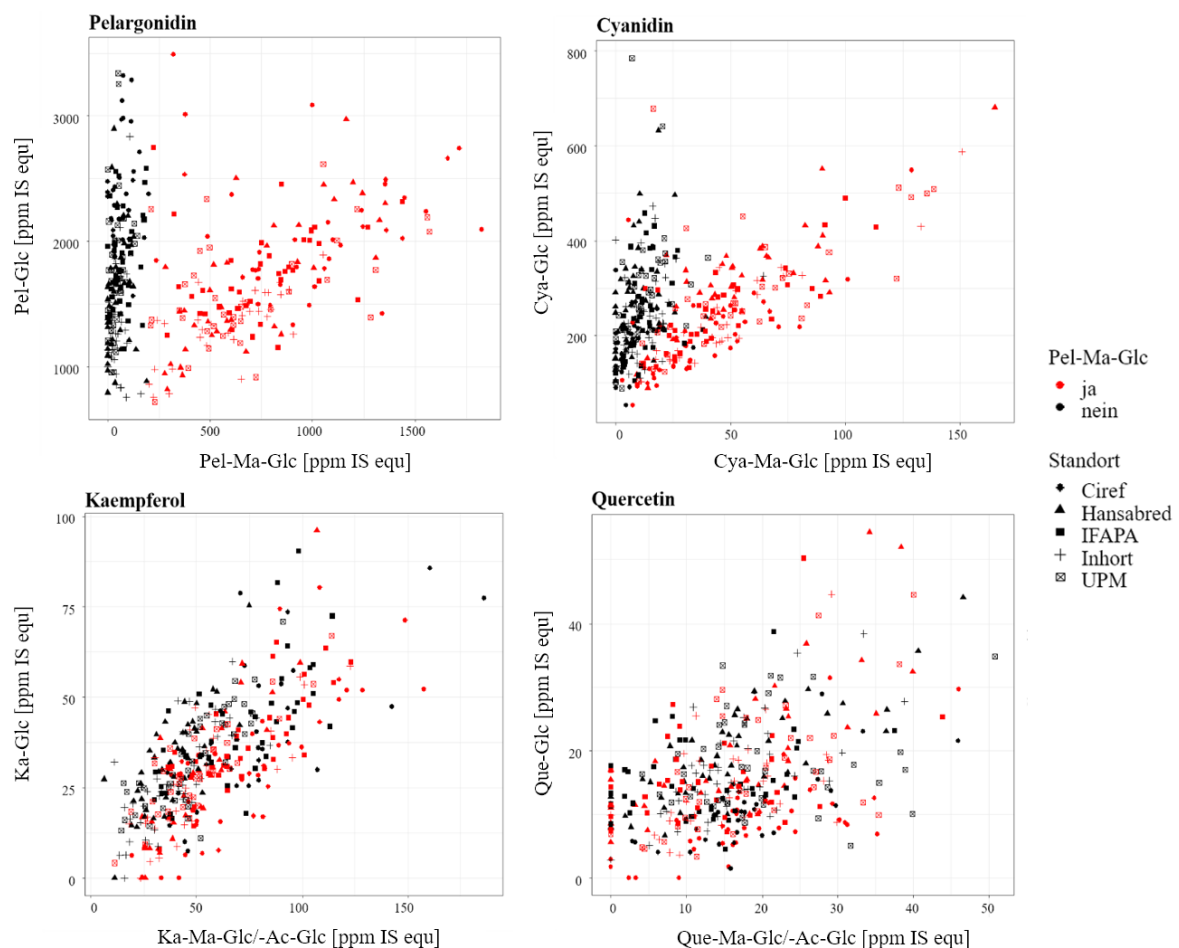 Pelargonidin
Pel-Glc [ppm IS equ]
3000
2000
1000
0
500
1000
1500
Pel-Ma-Glc [ppm IS equ]
Cyanidin
Cya-Glc [ppm IS equ]
800
600
400
200
0
50
100
150
Cya-Ma-Glc [ppm IS equ]
Kaempferol
Ka-Glc [ppm IS equ]
100
75
50
25
0
0
50
100
150
Ka-Ma-Glc/-Ac-Glc [ppm IS equ]
Quercetin
Que-Glc [ppm IS equ]
40
20
0
0
10
20
30
40
50
Que-Ma-Glc/-Ac-Glc [ppm IS equ]
Pel-Ma-Glc
ja
nein
Standort
Ciref
Hansabred
IFAPA
Inhort
UPM